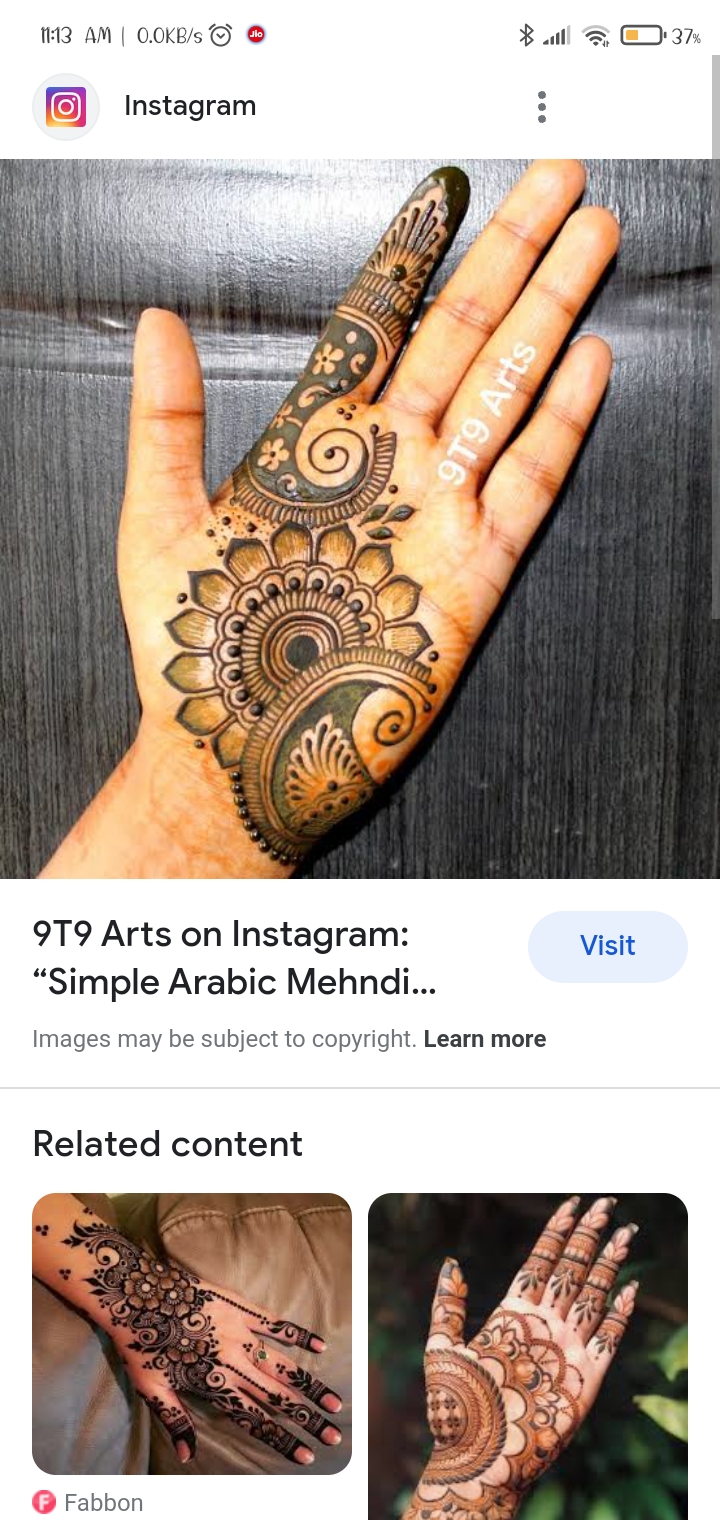 11:13 AM | 0.0KB/s
Jio
37%
Instagram
9T9 Arts
9T9 Arts on Instagram:
“Simple Arabic Mehndi...
Visit
Images may be subject to copyright. Learn more
Related content
F Fabbon